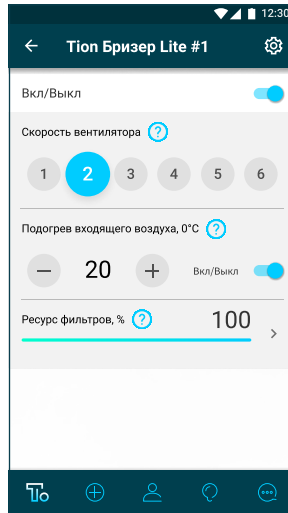 12:30
Tion Бризер Lite #1
Вкл/Выкл
Скорость вентилятора ?
1 2 3 4 5 6
Подогрев входящего воздуха, 0°C ?
— 20 + Вкл/Выкл
Ресурс фильтров, % ? 100